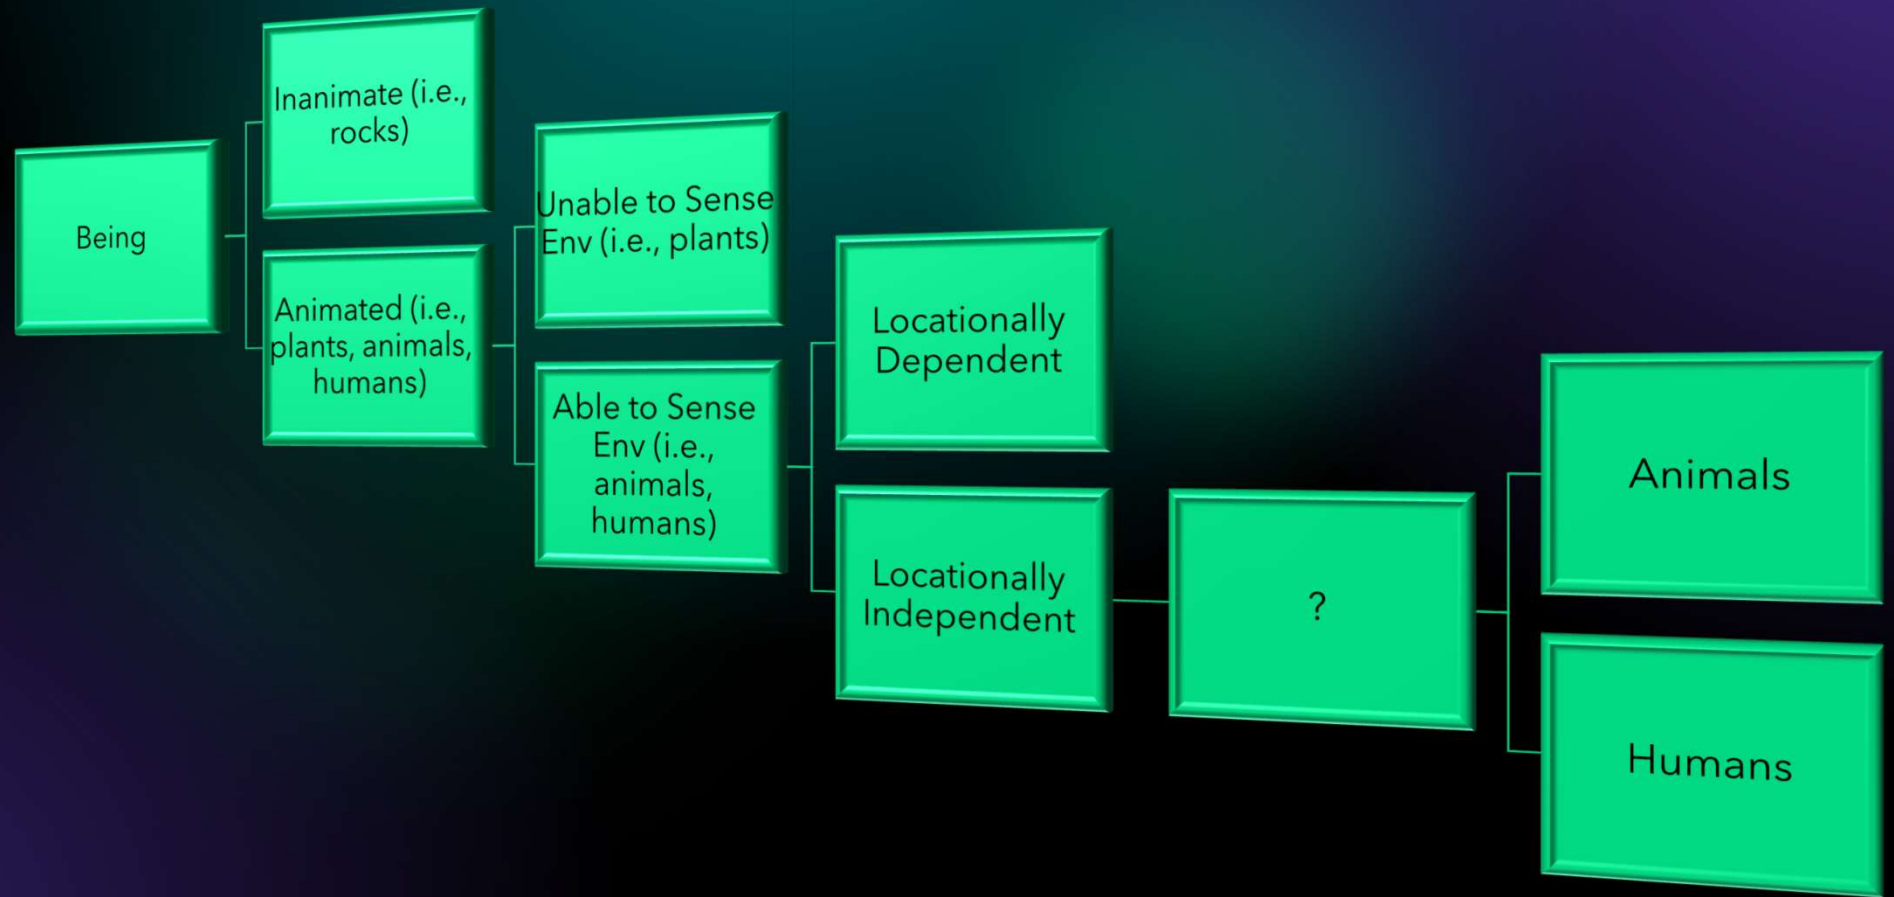 Being
Inanimate (i.e.,
rocks)
Animated (i.e.,
plants, animals,
humans)
Unable to Sense
Env (i.e., plants)
Able to Sense
Env (i.e.,
animals,
humans)
Locationally
Dependent
Locationally
Independent
?
Animals
Humans